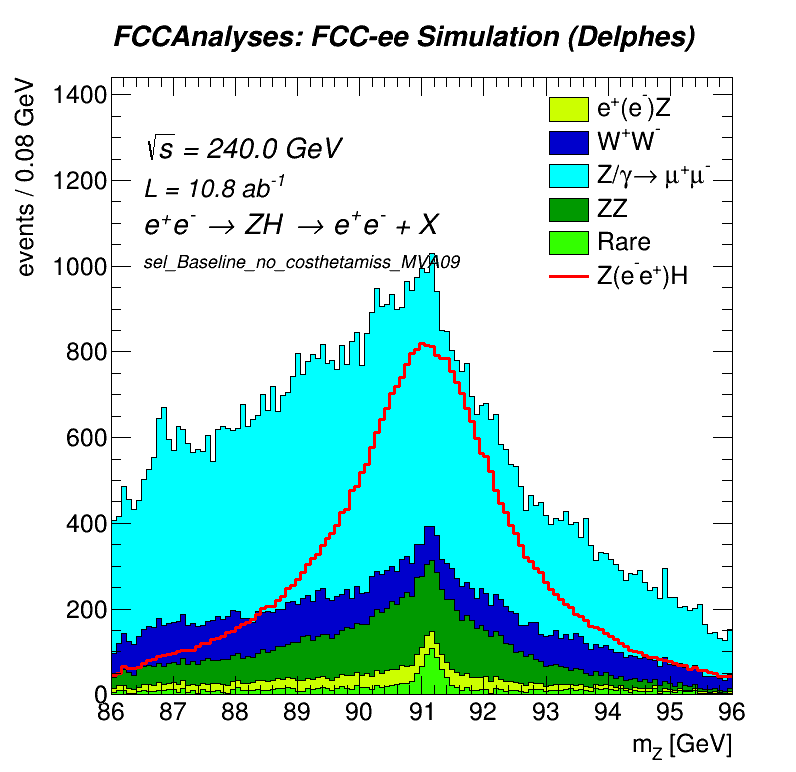 FCCAnalyses: FCC-ee Simulation (Delphes)
events / 0.08 GeV
1400
1200
1000
800
600
400
200
0
√s = 240.0 GeV
L = 10.8 ab⁻¹
e⁺e⁻ → ZH → e⁺e⁻ + X
sel_Baseline_no_costhetamiss_MVA09
e⁺(e⁻)Z
W⁺W⁻
Z/γ→ μ⁺μ⁻
ZZ
Rare
Z(e⁻e⁺)H
86 87 88 89 90 91 92 93 94 95 96
m_Z [GeV]